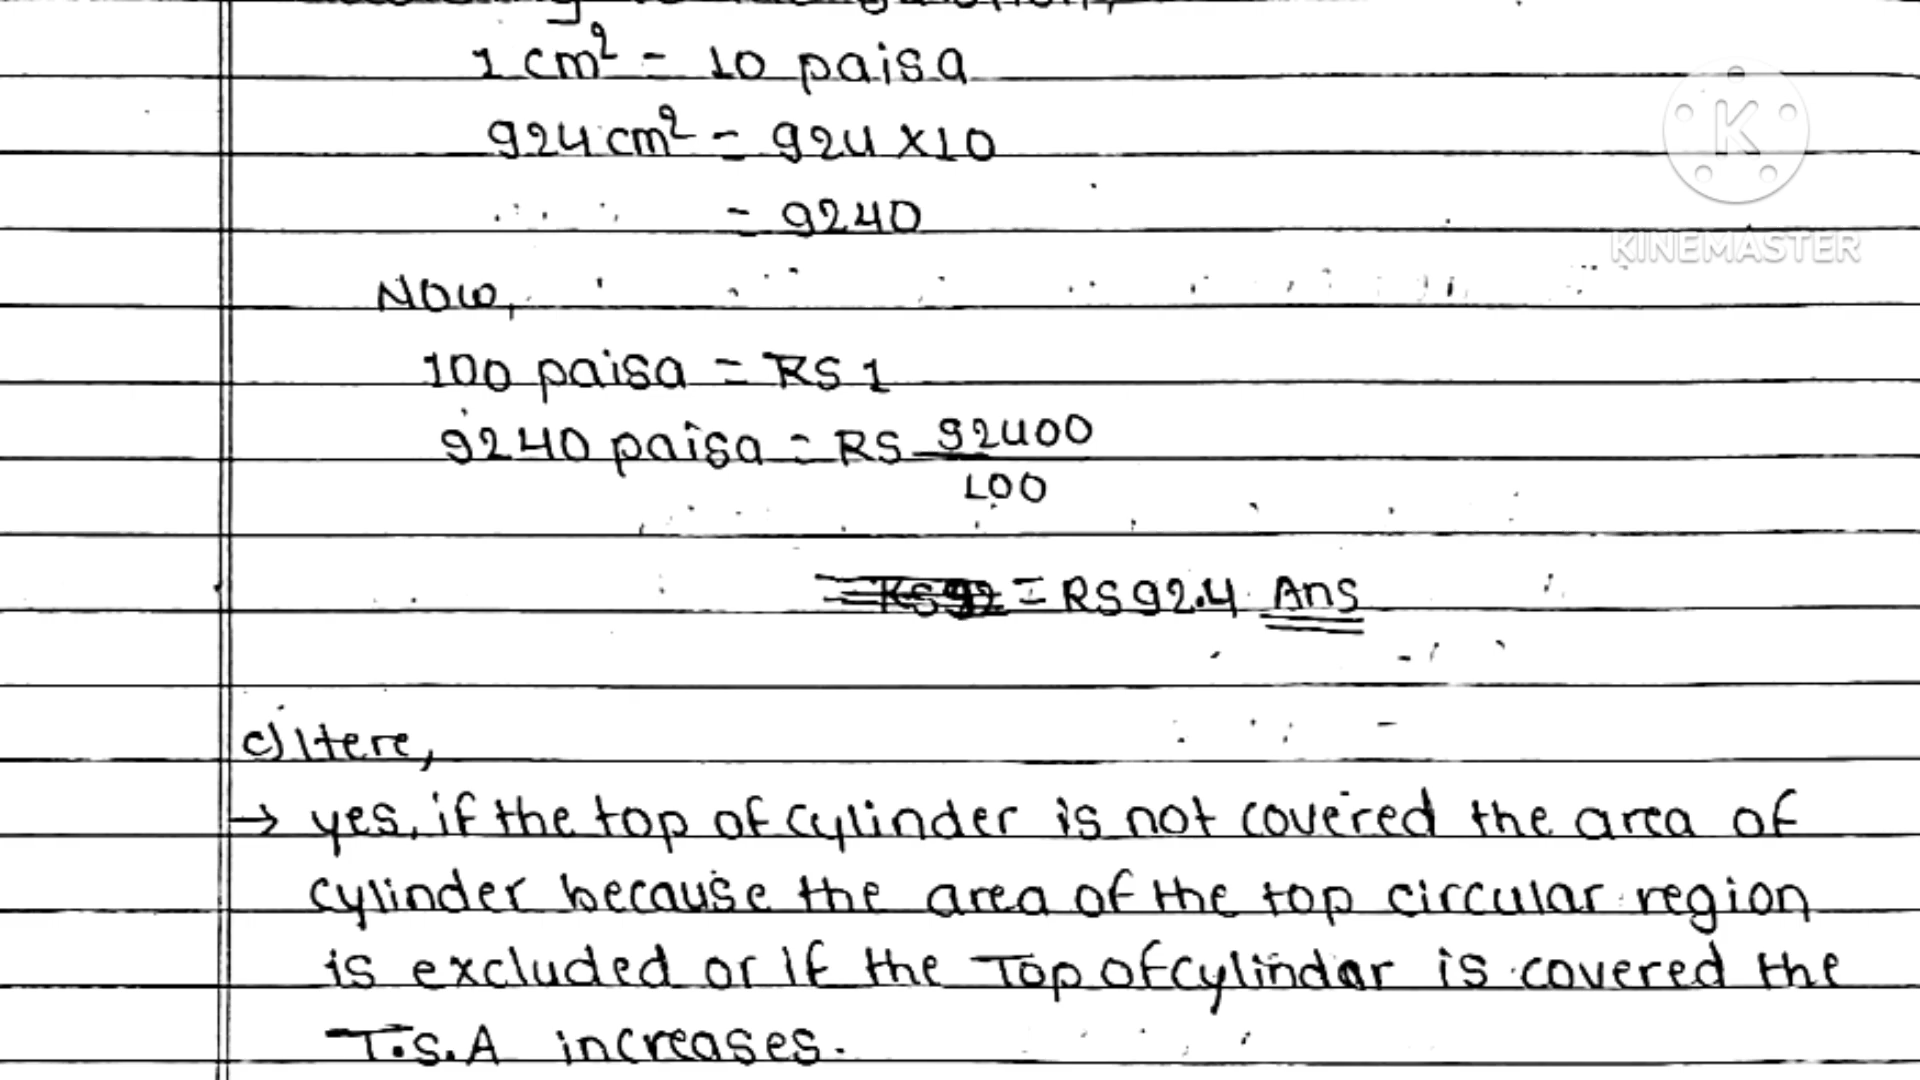 1 cm² = 10 paisa
924 cm² = 924 x 10
= 9240
Now,
100 paisa = RS 1
9240 paisa = RS 92400
100
= RS 92.4 Ans
c) Here,
→ yes, if the top of cylinder is not covered the area of
cylinder because the area of the top circular region
is excluded or if the Top of cylindar is covered the
T.S.A increases.
K
KINEMASTER